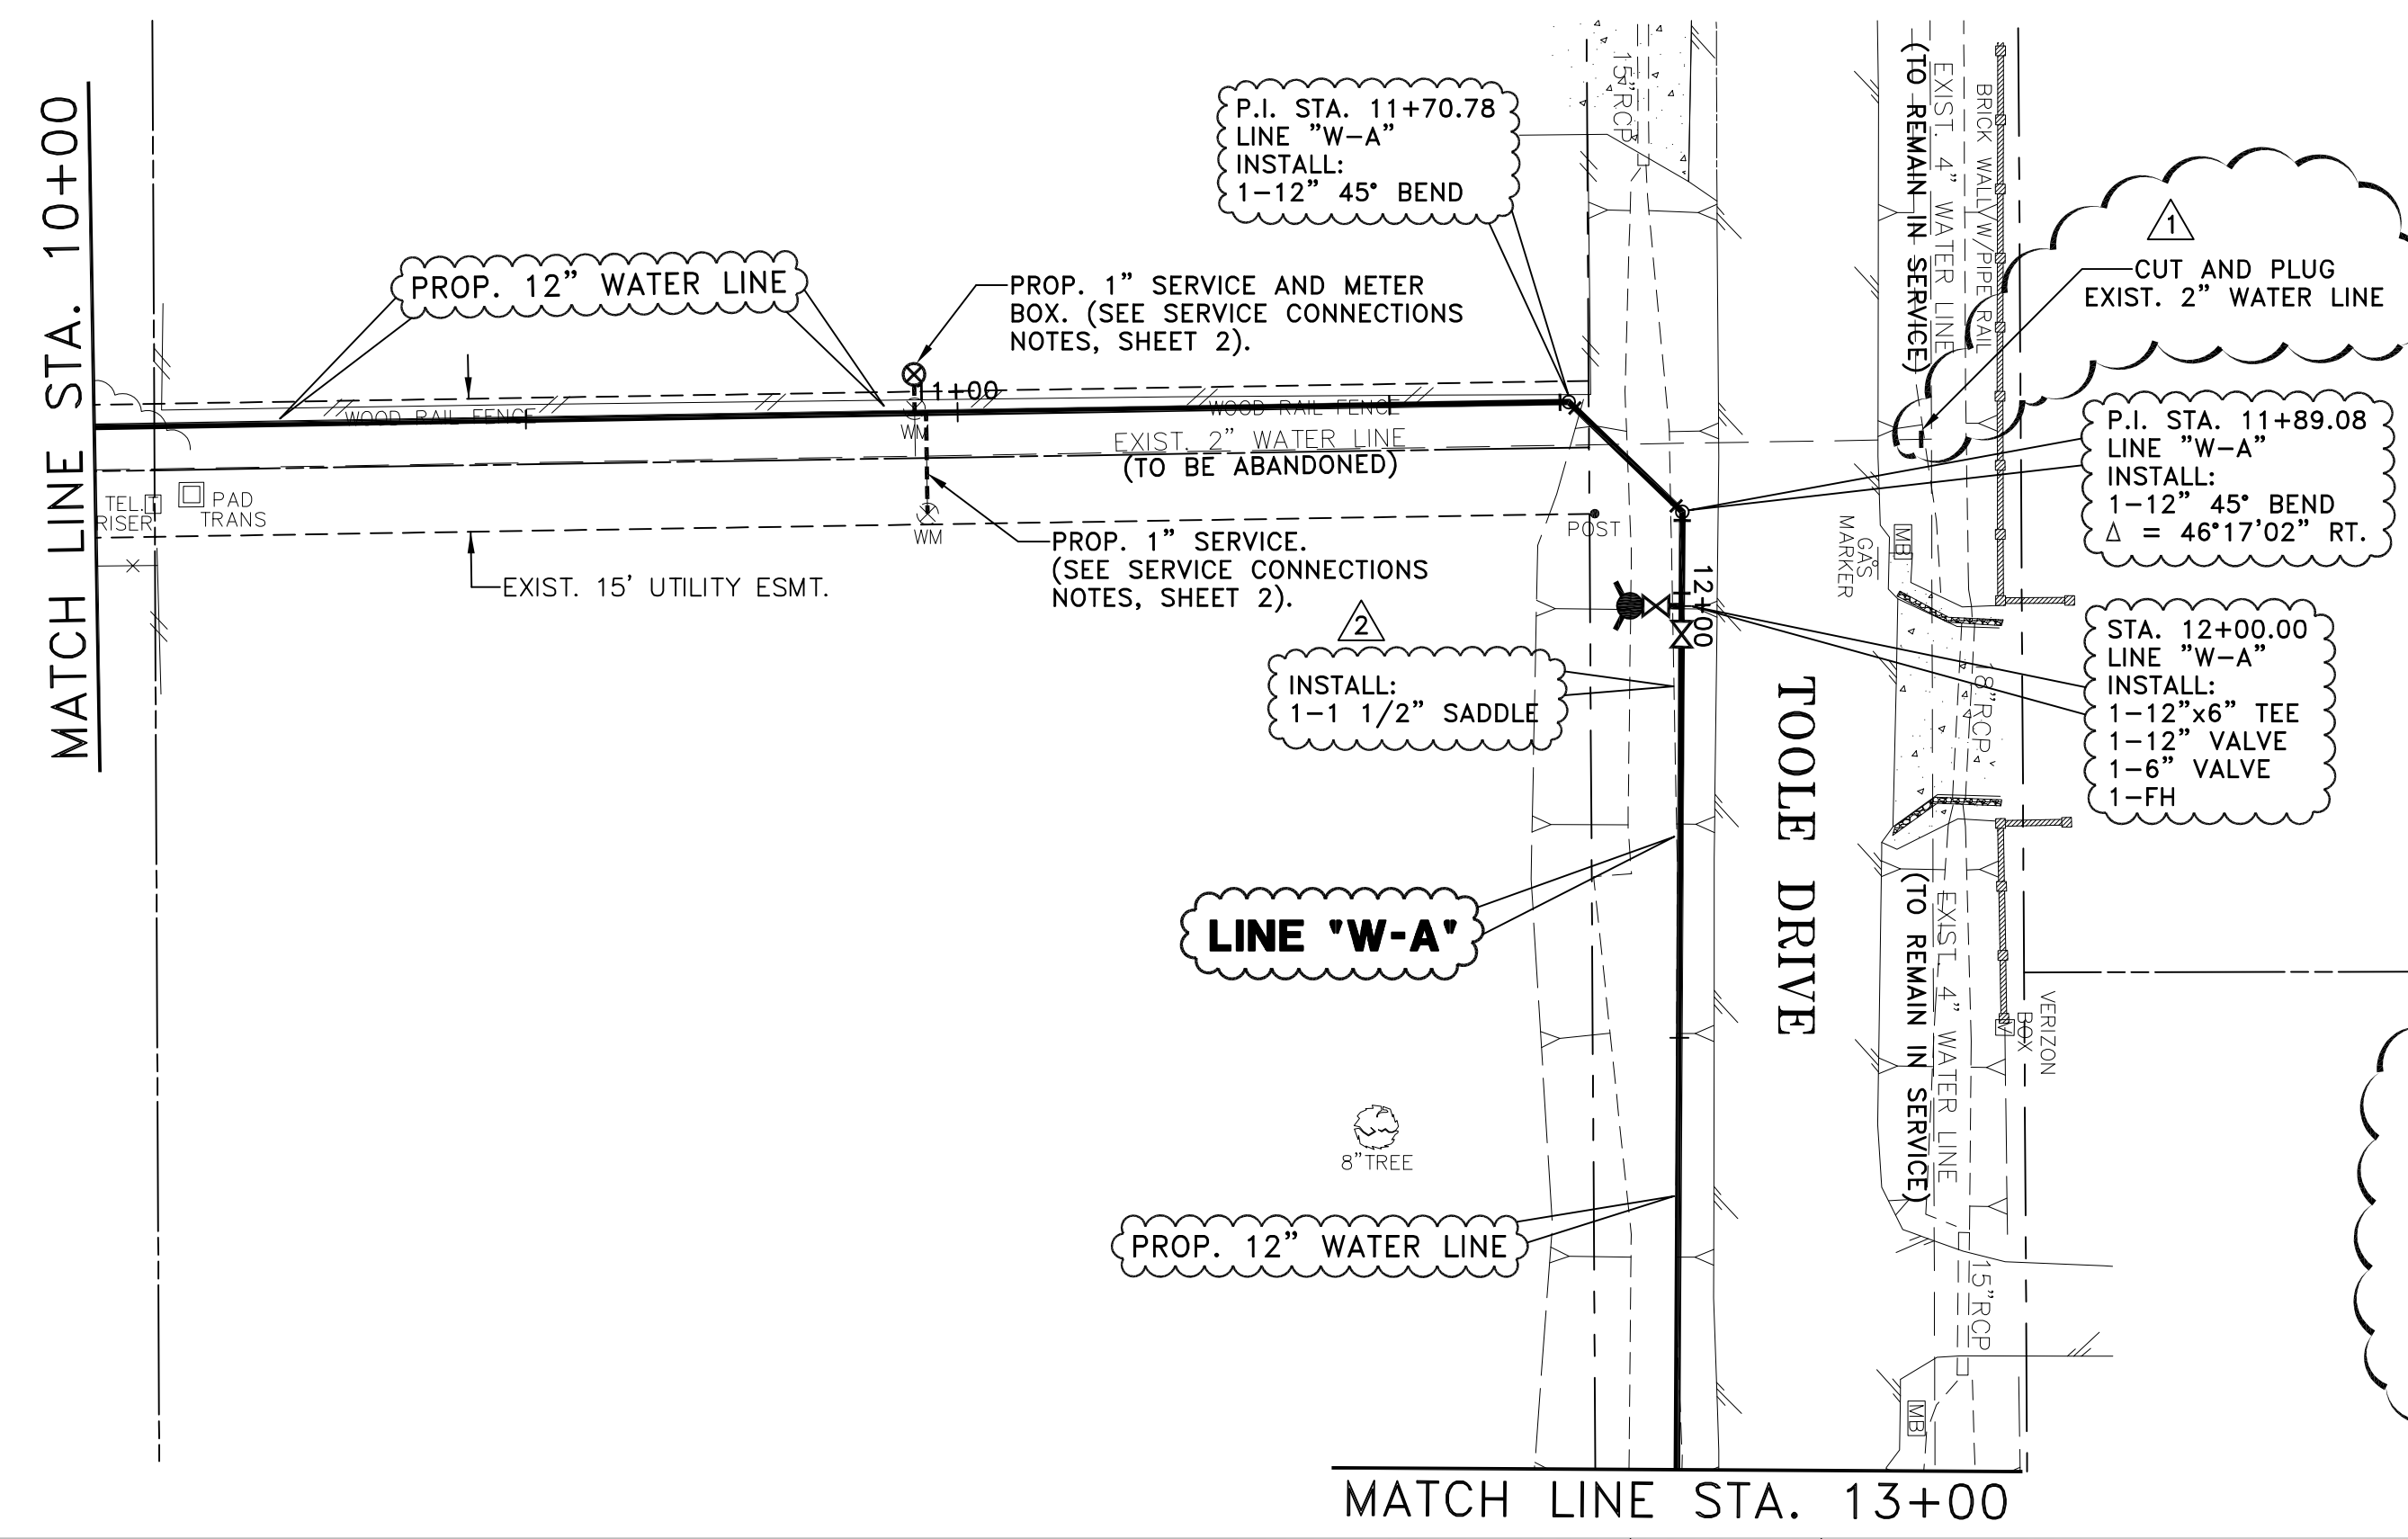 MATCH LINE STA. 10+00
PROP. 12” WATER LINE
P.I. STA. 11+70.78
LINE ”W–A”
INSTALL:
1–12” 45° BEND
PROP. 1” SERVICE AND METER
BOX. (SEE SERVICE CONNECTIONS
NOTES, SHEET 2).
1+00
WOOD RAIL FENCE
WOOD RAIL FENCE
WM
EXIST. 2” WATER LINE
(TO BE ABANDONED)
TEL.
RISER
T
PAD
TRANS
WM
EXIST. 15’ UTILITY ESMT.
PROP. 1” SERVICE.
(SEE SERVICE CONNECTIONS
NOTES, SHEET 2).
POST
2
INSTALL:
1–1 1/2” SADDLE
12+00
15”RCP
EXIST. 4” WATER LINE
(TO REMAIN IN SERVICE)
BRICK WALL W/PIPE RAIL
1
CUT AND PLUG
EXIST. 2” WATER LINE
P.I. STA. 11+89.08
LINE ”W–A”
INSTALL:
1–12” 45° BEND
Δ = 46°17’02” RT.
GAS
MARKER
MB
STA. 12+00.00
LINE ”W–A”
INSTALL:
1–12”x6” TEE
1–12” VALVE
1–6” VALVE
1–FH
8”RCP
TOOLE DRIVE
LINE "W-A"
EXIST. 4” WATER LINE
(TO REMAIN IN SERVICE)
V
VERIZON
BOX
8”TREE
PROP. 12” WATER LINE
15”RCP
MB
MATCH LINE STA. 13+00